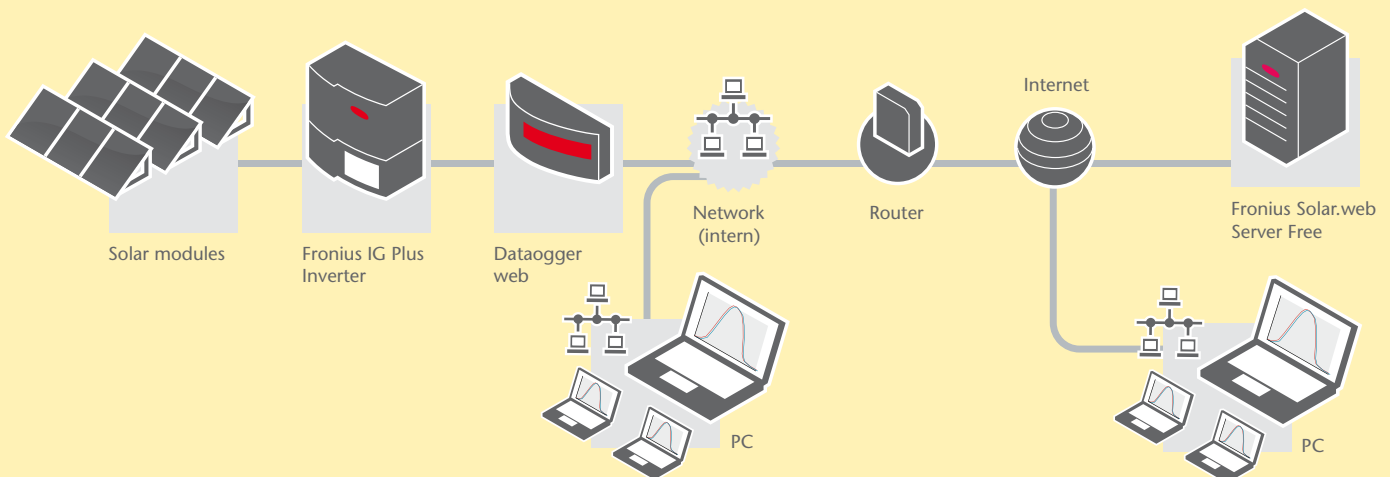 Solar modules
Fronius IG Plus
Inverter
Dataogger
web
Network
(intern)
Router
Internet
Fronius Solar.web
Server Free
PC
PC